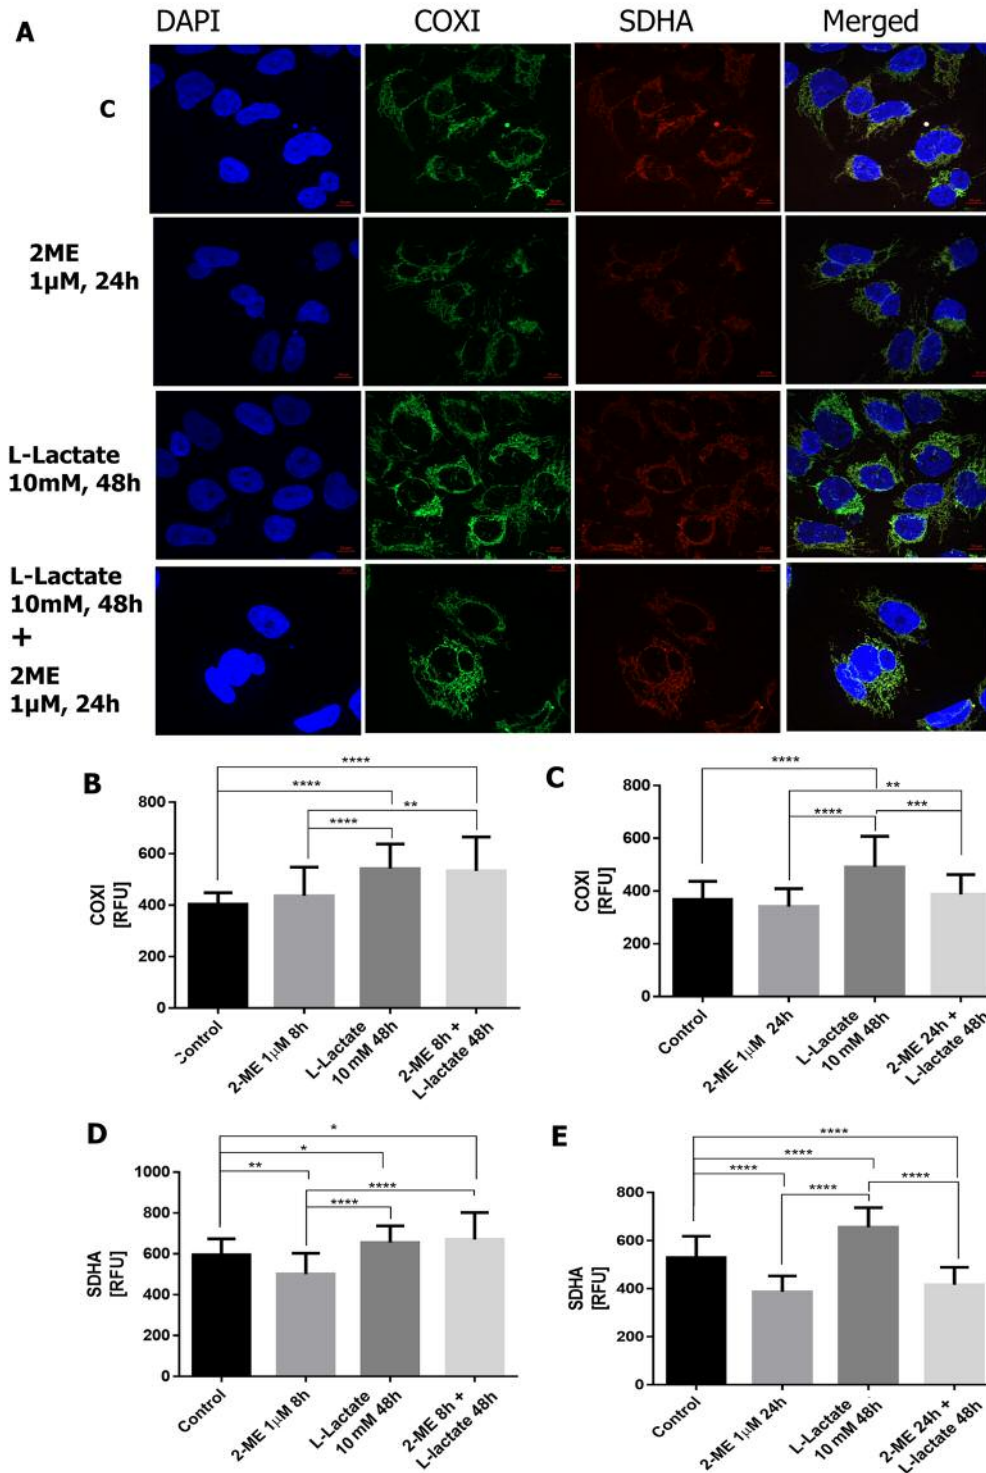 A
DAPI COXI SDHA Merged
C
2ME
1µM, 24h
L-Lactate
10mM, 48h
L-Lactate
10mM, 48h
+
2ME
1µM, 24h
B
****
****
**
****
800
600
400
200
0
COXI
[RFU]
Control
2-ME 1µM 8h
L-Lactate
10 mM 48h
2-ME 8h +
L-lactate 48h
C
****
**
****
***
800
600
400
200
0
COXI
[RFU]
Control
2-ME 1µM 24h
L-Lactate
10 mM 48h
2-ME 24h +
L-lactate 48h
D
*
*
**
****
****
1000
800
600
400
200
0
SDHA
[RFU]
Control
2-ME 1µM 8h
L-Lactate
10 mM 48h
2-ME 8h +
L-lactate 48h
E
****
****
****
****
****
800
600
400
200
0
SDHA
[RFU]
Control
2-ME 1µM 24h
L-Lactate
10 mM 48h
2-ME 24h +
L-lactate 48h